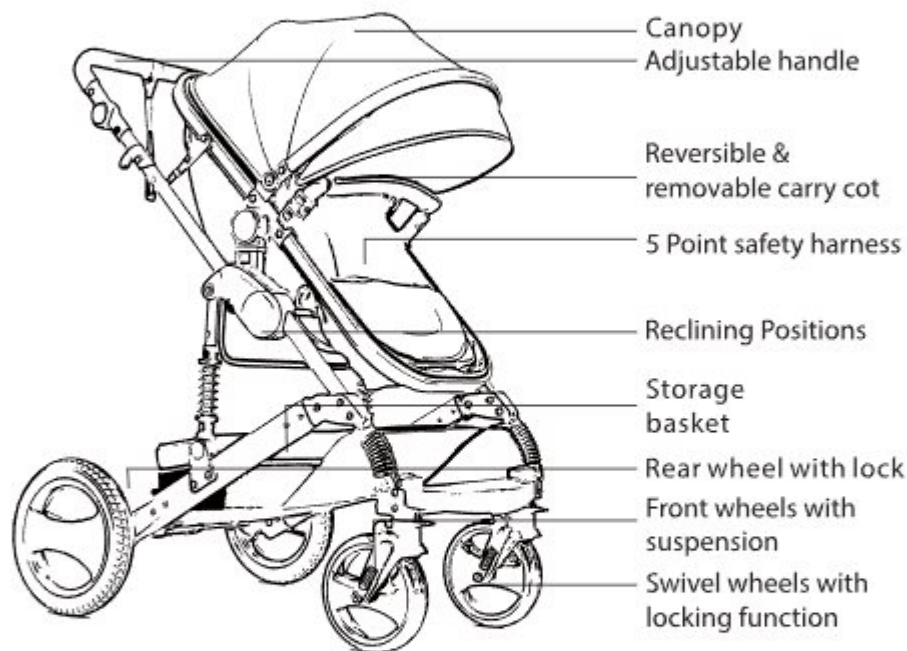 Canopy
Adjustable handle
Reversible &
removable carry cot
5 Point safety harness
Reclining Positions
Storage
basket
Rear wheel with lock
Front wheels with
suspension
Swivel wheels with
locking function